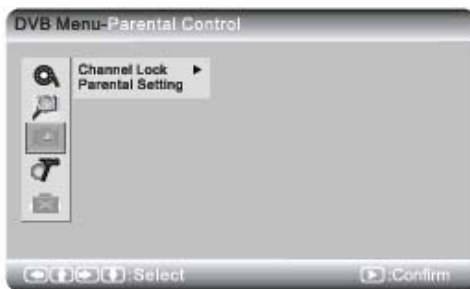 DVB Menu-Parental Control
Channel Lock
Parental Setting
:Select
:Confirm